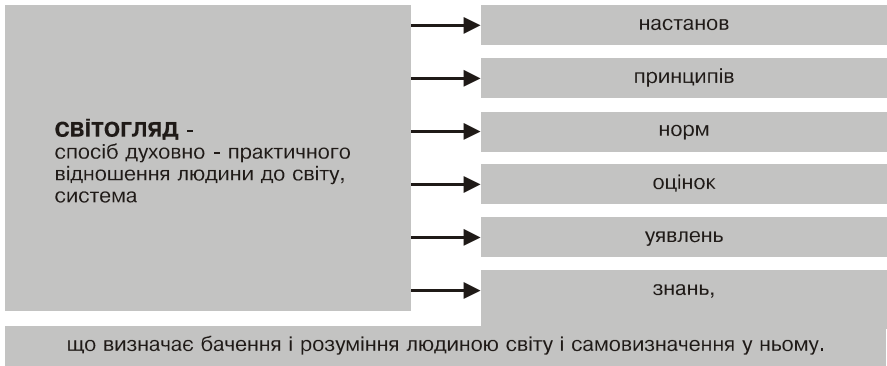 СВІТОГЛЯД -
спосіб духовно - практичного
відношення людини до світу,
система
настанов
принципів
норм
оцінок
уявлень
знань,
що визначає бачення і розуміння людиною світу і самовизначення у ньому.